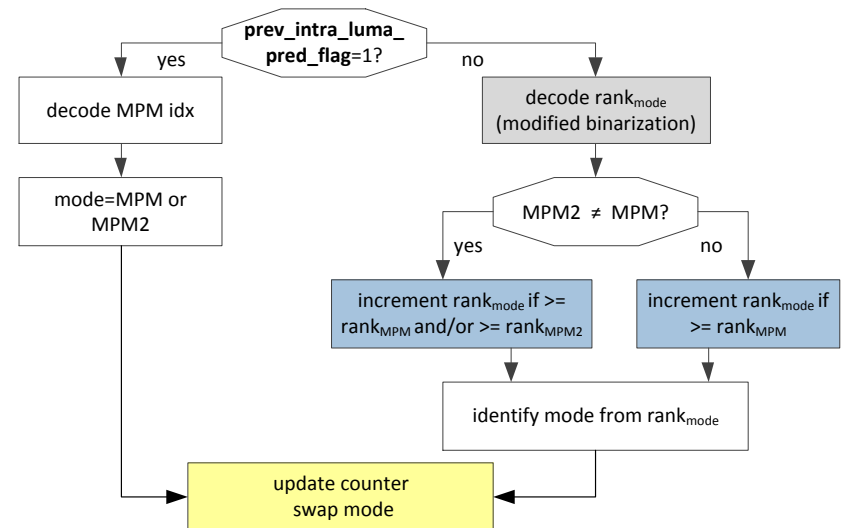 prev_intra_luma_
pred_flag=1?
yes
no
decode MPM idx
decode rankmode
(modified binarization)
mode=MPM or
MPM2
MPM2 ≠ MPM?
yes
no
increment rankmode if >=
rankMPM and/or >= rankMPM2
increment rankmode if
>= rankMPM
identify mode from rankmode
update counter
swap mode